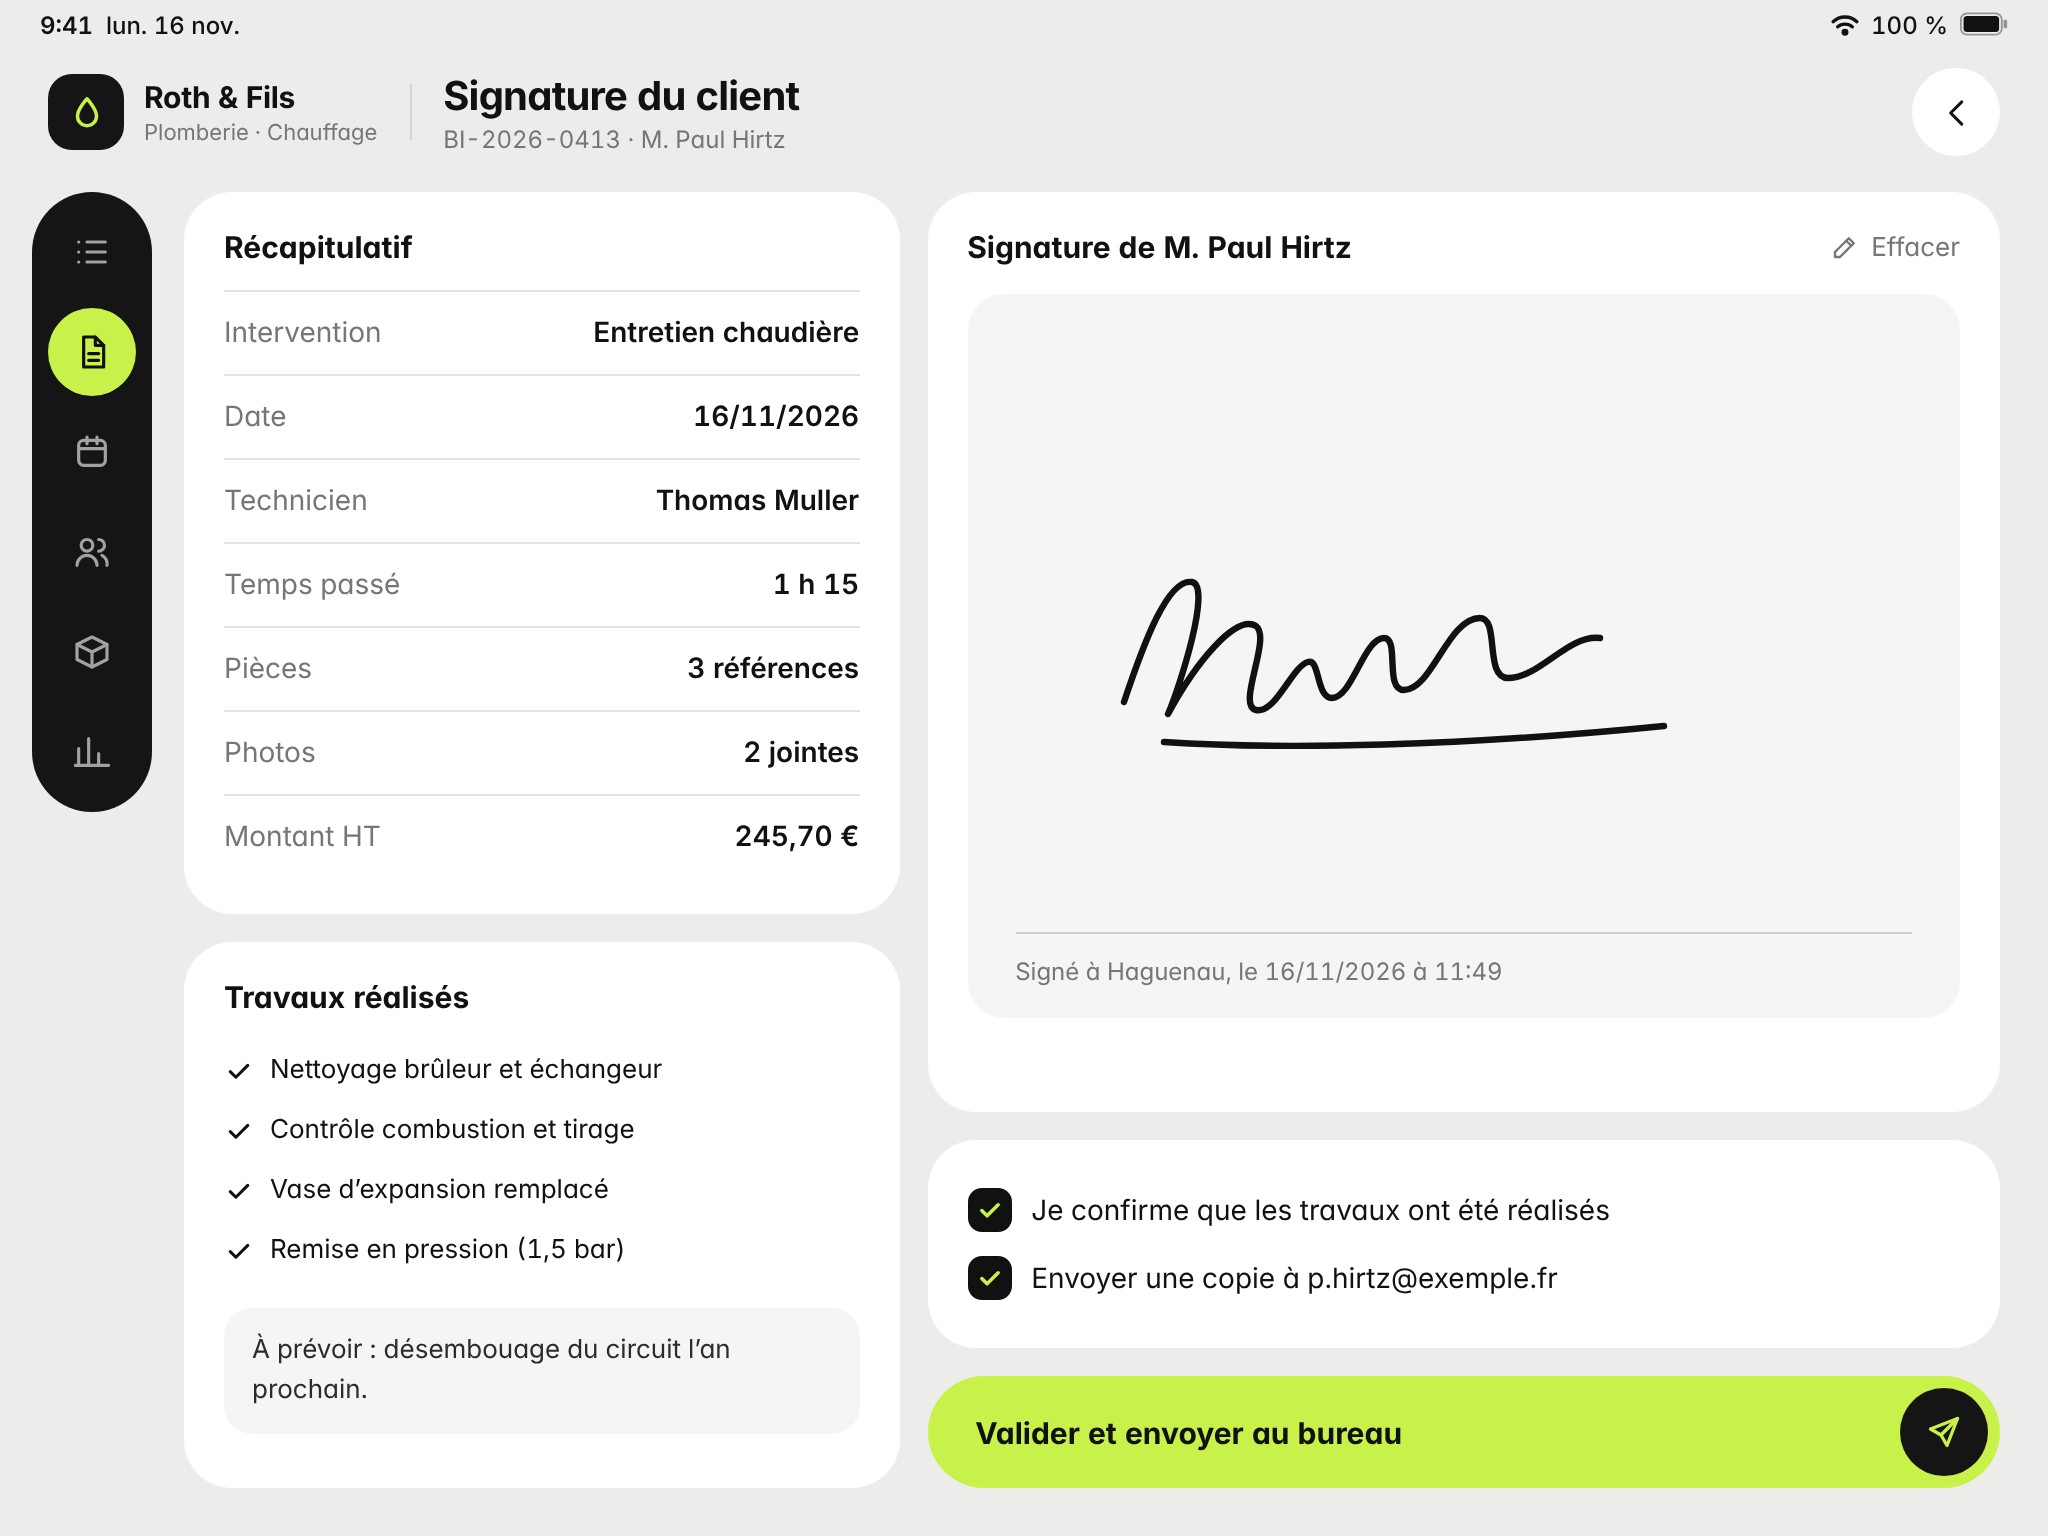 9:41 lun. 16 nov.
100 %
Roth & Fils
Plomberie · Chauffage
Signature du client
BI-2026-0413 · M. Paul Hirtz
Récapitulatif
Intervention Entretien chaudière
Date 16/11/2026
Technicien Thomas Muller
Temps passé 1 h 15
Pièces 3 références
Photos 2 jointes
Montant HT 245,70 €
Travaux réalisés
Nettoyage brûleur et échangeur
Contrôle combustion et tirage
Vase d’expansion remplacé
Remise en pression (1,5 bar)
À prévoir : désembouage du circuit l’an
prochain.
Signature de M. Paul Hirtz
Effacer
Signé à Haguenau, le 16/11/2026 à 11:49
Je confirme que les travaux ont été réalisés
Envoyer une copie à p.hirtz@exemple.fr
Valider et envoyer au bureau